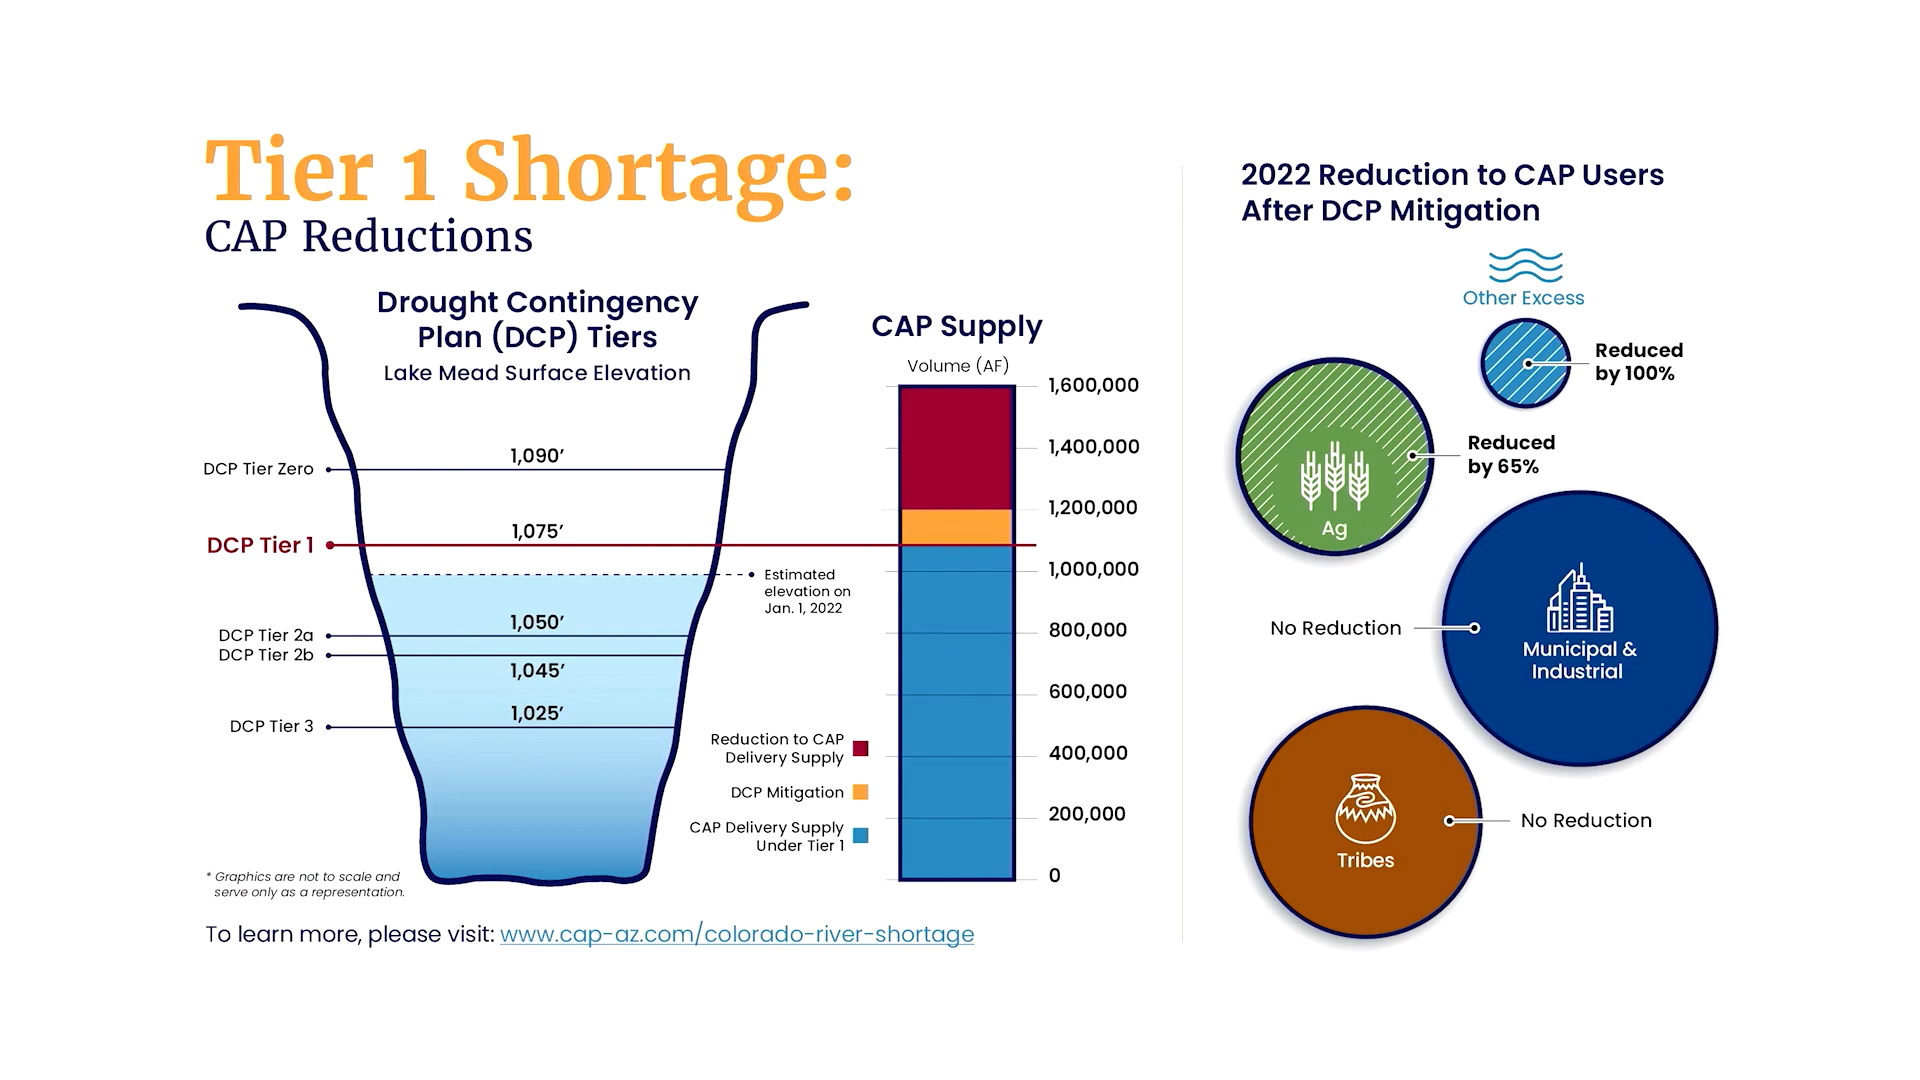 Tier 1 Shortage:
CAP Reductions
Drought Contingency
Plan (DCP) Tiers
Lake Mead Surface Elevation
DCP Tier Zero
1,090’
DCP Tier 1
1,075’
Estimated
elevation on
Jan. 1, 2022
DCP Tier 2a
1,050’
DCP Tier 2b
1,045’
DCP Tier 3
1,025’
* Graphics are not to scale and
serve only as a representation.
CAP Supply
Volume (AF)
1,600,000
1,400,000
1,200,000
1,000,000
800,000
600,000
400,000
200,000
0
Reduction to CAP
Delivery Supply
DCP Mitigation
CAP Delivery Supply
Under Tier 1
To learn more, please visit: www.cap-az.com/colorado-river-shortage
2022 Reduction to CAP Users
After DCP Mitigation
Other Excess
Reduced
by 100%
Ag
Reduced
by 65%
Municipal &
Industrial
No Reduction
Tribes
No Reduction